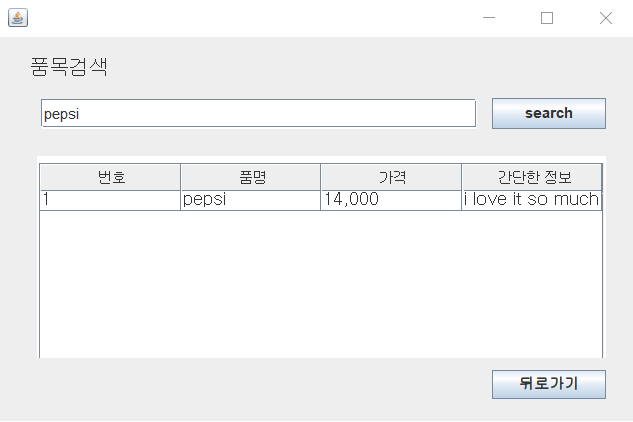 품목검색
pepsi search
번호 품명 가격 간단한 정보
1 pepsi 14,000 i love it so much
뒤로가기